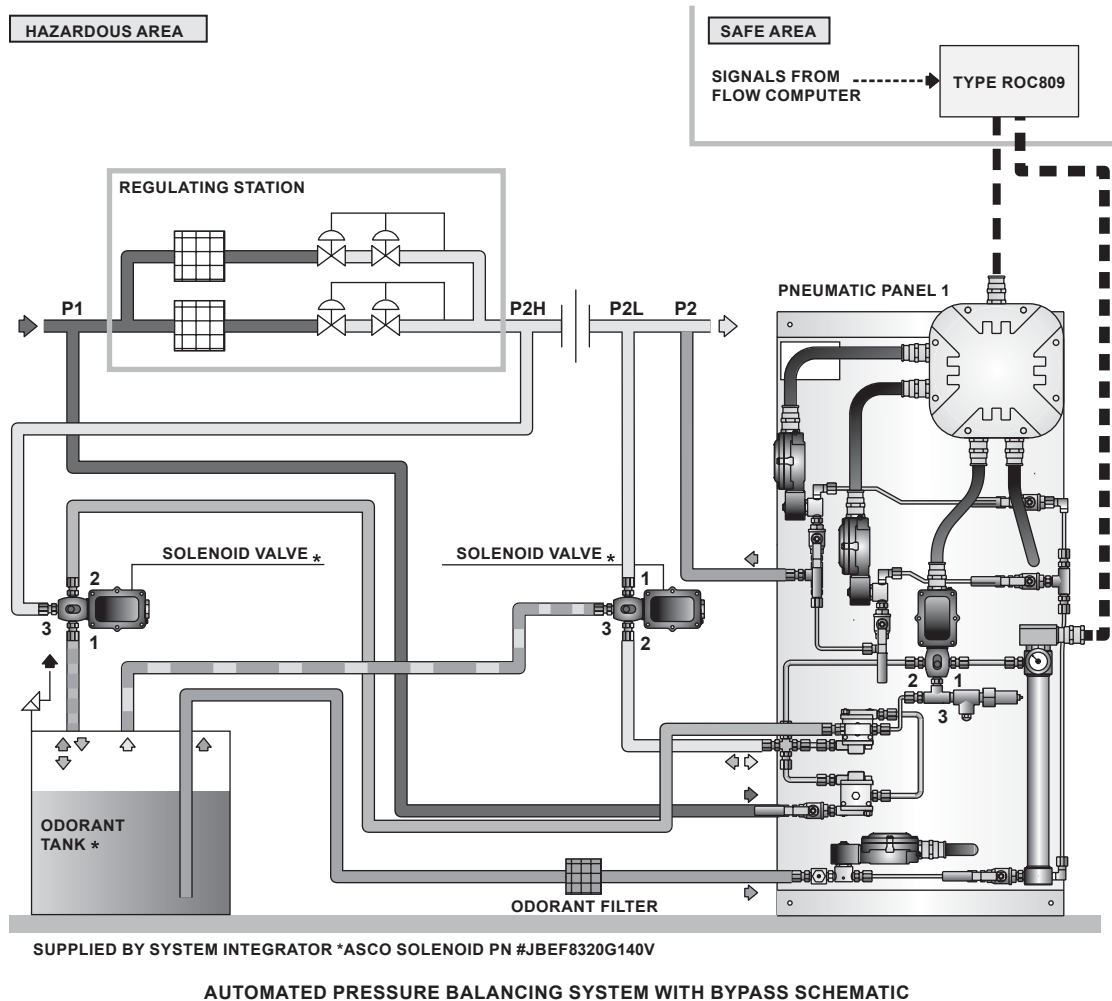 HAZARDOUS AREA
SAFE AREA
SIGNALS FROM
FLOW COMPUTER
TYPE ROC809
REGULATING STATION
P1
P2H
P2L
P2
PNEUMATIC PANEL 1
SOLENOID VALVE *
SOLENOID VALVE *
2
3
1
1
3
2
2
1
3
ODORANT
TANK *
ODORANT FILTER
SUPPLIED BY SYSTEM INTEGRATOR *ASCO SOLENOID PN #JBEF8320G140V
AUTOMATED PRESSURE BALANCING SYSTEM WITH BYPASS SCHEMATIC